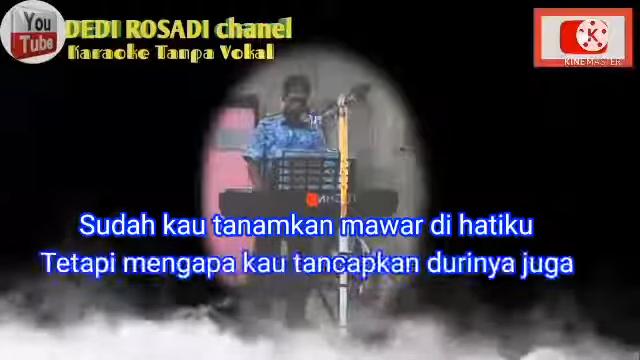 You
Tube
DEDI ROSADI chanel
Karaoke Tanpa Vokal
KINEMASTER
Sudah kau tanamkan mawar di hatiku
Tetapi mengapa kau tancapkan durinya juga